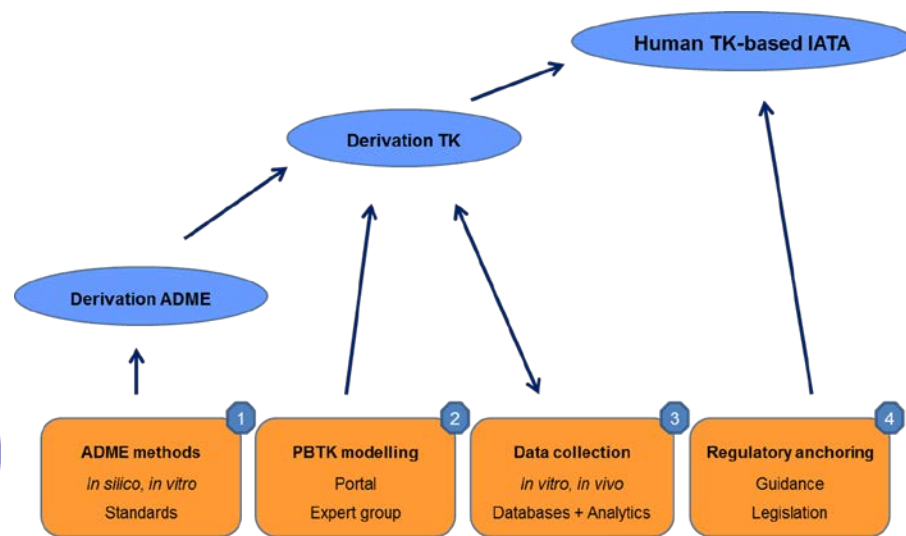 Human TK-based IATA
Derivation TK
Derivation ADME
1
ADME methods
In silico, in vitro
Standards
2
PBTK modelling
Portal
Expert group
3
Data collection
In vitro, in vivo
Databases + Analytics
4
Regulatory anchoring
Guidance
Legislation